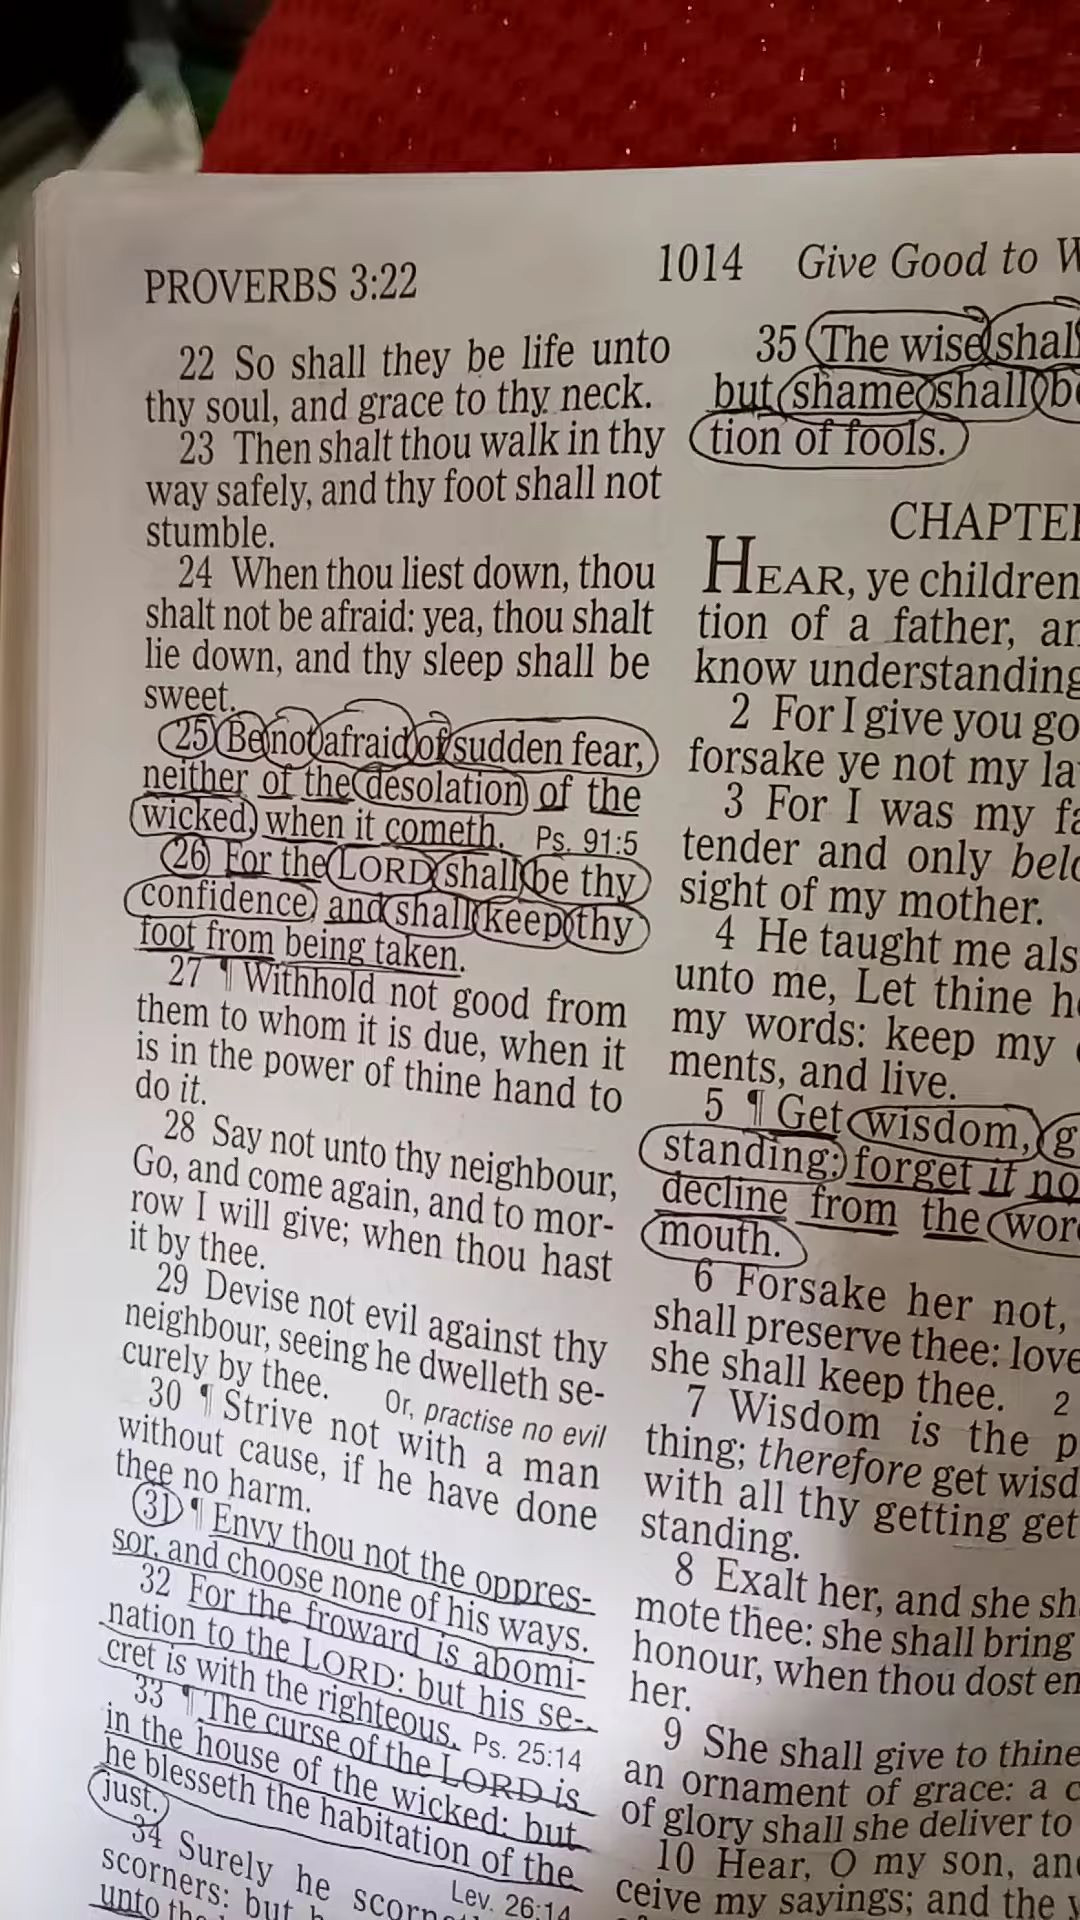 PROVERBS 3:22
1014 Give Good to
22 So shall they be life unto
thy soul, and grace to thy neck.
23 Then shalt thou walk in thy
way safely, and thy foot shall not
stumble.
24 When thou liest down, thou
shalt not be afraid: yea, thou shalt
lie down, and thy sleep shall be
sweet.
25 Be not afraid of sudden fear,
neither of the desolation of the
wicked, when it cometh. Ps. 91:5
26 For the LORD shall be thy
confidence, and shall keep thy
foot from being taken.
27 ¶ Withhold not good from
them to whom it is due, when it
is in the power of thine hand to
do it.
28 Say not unto thy neighbour,
Go, and come again, and to mor-
row I will give; when thou hast
it by thee.
29 Devise not evil against thy
neighbour, seeing he dwelleth se-
curely by thee. Or, practise no evil
30 ¶ Strive not with a man
without cause, if he have done
thee no harm.
31 ¶ Envy thou not the oppres-
sor, and choose none of his ways.
32 For the froward is abomi-
nation to the LORD: but his se-
cret is with the righteous. Ps. 25:14
33 ¶ The curse of the LORD is
in the house of the wicked: but
he blesseth the habitation of the
just. Lev. 26:14
34 Surely he
scorners: but
unto
35 The wise shall
but shame shall
tion of fools.
CHAPTE
HEAR, ye children
tion of a father,
know understanding
2 For I give you
forsake ye not my
3 For I was my
tender and only
sight of my mother.
4 He taught me
unto me, Let thine
my words: keep my
ments, and live.
5 ¶ Get wisdom,
standing: forget it
decline from the
mouth.
6 Forsake her not,
shall preserve thee: love
she shall keep thee. 2
7 Wisdom is the
thing; therefore get
with all thy getting get
standing.
8 Exalt her, and she
mote thee: she shall bring
honour, when thou dost
her.
9 She shall give to thine
an ornament of grace: a
of glory shall she deliver to
10 Hear, O my son,
ceive my sayings; and the